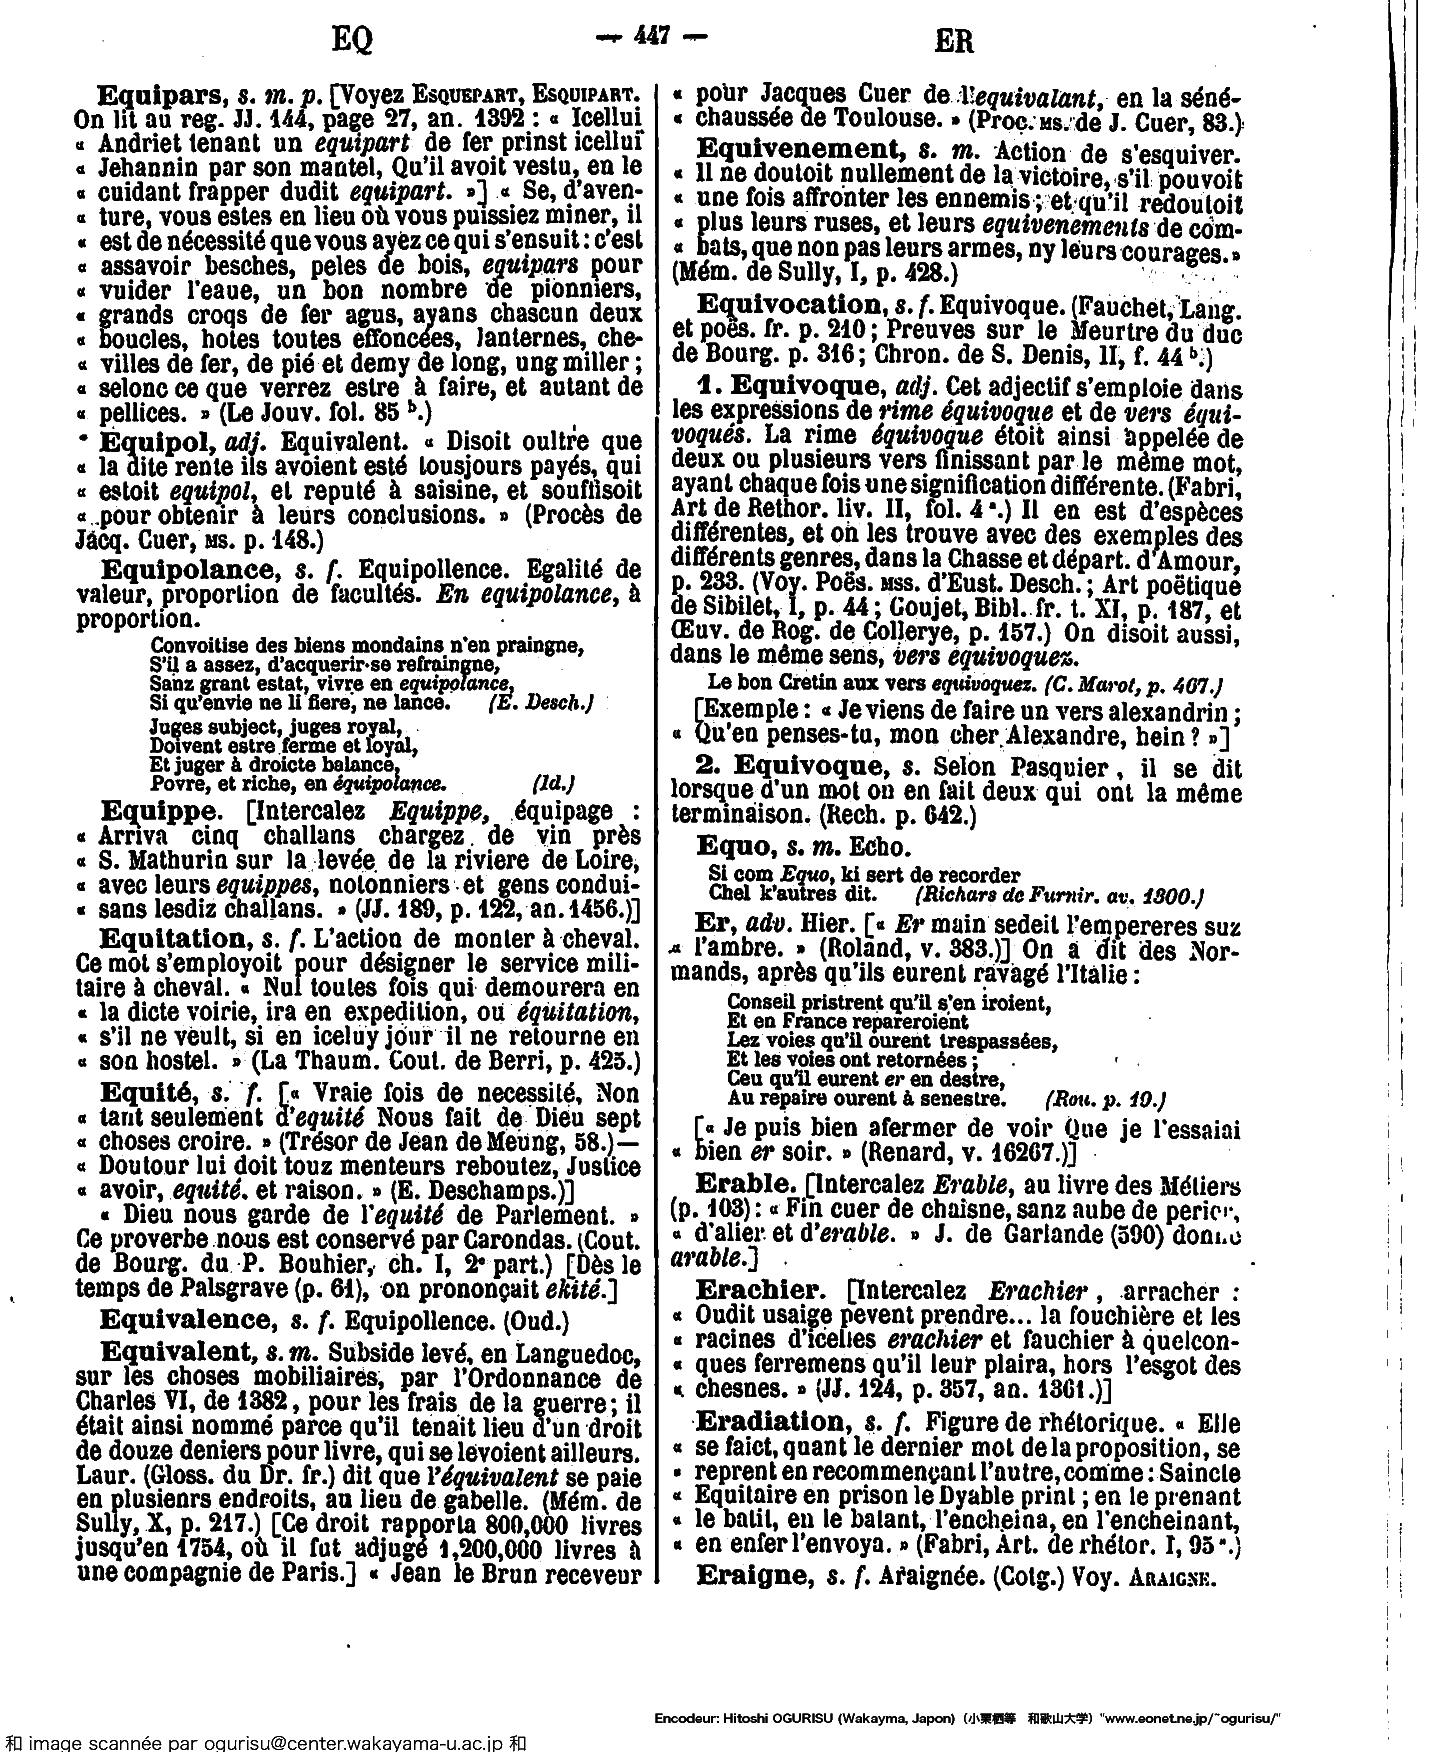 EQ — 447 — ER
Equipars, s. m. p. [Voyez ESQUEPART, ESQUIPART.
On lit au reg. JJ. 144, page 27, an. 1392 : « Icellui
« Andriet tenant un equipart de fer prinst icellui
« Jehannin par son mantel, Qu'il avoit vestu, en le
« cuidant frapper dudit equipart. »] « Se, d'aven-
« ture, vous estes en lieu où vous puissiez miner, il
« est de nécessité que vous ayez ce qui s'ensuit : c'est
« assavoir besches, peles de bois, equipars pour
« vuider l'eaue, un bon nombre de pionniers,
« grands croqs de fer agus, ayans chascun deux
« boucles, hotes toutes effoncées, lanternes, che-
« villes de fer, de pié et demy de long, ung miller ;
« selonc ce que verrez estre à faire, et autant de
« pellices. » (Le Jouv. fol. 85 b.)
* Equipol, adj. Equivalent. « Disoit oultre que
« la dite rente ils avoient esté tousjours payés, qui
« estoit equipol, et reputé à saisine, et souffisoit
« pour obtenir à leurs conclusions. » (Procès de
Jacq. Cuer, MS. p. 148.)
Equipolance, s. f. Equipollence. Egalité de
valeur, proportion de facultés. En equipolance, à
proportion.
Convoitise des biens mondains n'en praingne,
S'il a assez, d'acquerir-se refraingne,
Sanz grant estat, vivre en equipolance,
Si qu'envie ne li fiere, ne lance. (E. Desch.)
Juges subject, juges royal,
Doivent estre ferme et loyal,
Et juger à droicte balance,
Povre, et riche, en équipolance. (Id.)
Equippe. [Intercalez Equippe, équipage :
« Arriva cinq challans chargez de vin près
« S. Mathurin sur la levée de la riviere de Loire,
« avec leurs equippes, notonniers et gens condui-
« sans lesdiz challans. » (JJ. 189, p. 122, an. 1456.)]
Equitation, s. f. L'action de monter à cheval.
Ce mot s'employoit pour désigner le service mili-
taire à cheval. « Nul toutes fois qui demourera en
« la dicte voirie, ira en expedition, ou équitation,
« s'il ne veult, si en iceluy jour il ne retourne en
« son hostel. » (La Thaum. Cout. de Berri, p. 425.)
Equité, s. f. [« Vraie fois de necessité, Non
« tant seulement d'equité Nous fait de Dieu sept
« choses croire. » (Trésor de Jean de Meung, 58.)—
« Doutour lui doit touz menteurs reboutez, Justice
« avoir, equité. et raison. » (E. Deschamps.)]
« Dieu nous garde de l'equité de Parlement. »
Ce proverbe nous est conservé par Carondas. (Cout.
de Bourg. du P. Bouhier, ch. I, 2e part.) [Dès le
temps de Palsgrave (p. 61), on prononçait ekité.]
Equivalence, s. f. Equipollence. (Oud.)
Equivalent, s. m. Subside levé, en Languedoc,
sur les choses mobiliaires, par l'Ordonnance de
Charles VI, de 1382, pour les frais de la guerre ; il
était ainsi nommé parce qu'il tenait lieu d'un droit
de douze deniers pour livre, qui se levoient ailleurs.
Laur. (Gloss. du Dr. fr.) dit que l'équivalent se paie
en plusienrs endroits, au lieu de gabelle. (Mém. de
Sully, X, p. 217.) [Ce droit rapporta 800,000 livres
jusqu'en 1754, où il fut adjugé 1,200,000 livres à
une compagnie de Paris.] « Jean le Brun receveur
« pour Jacques Cuer de l'equivalant, en la séné-
« chaussée de Toulouse. » (Proc. MS. de J. Cuer, 83.)
Equivenement, s. m. Action de s'esquiver.
« Il ne doutoit nullement de la victoire, s'il pouvoit
« une fois affronter les ennemis ; et qu'il redoutoit
« plus leurs ruses, et leurs equivenements de com-
« bats, que non pas leurs armes, ny leurs courages. »
(Mém. de Sully, I, p. 428.)
Equivocation, s. f. Equivoque. (Fauchet, Lang.
et poës. fr. p. 210 ; Preuves sur le Meurtre du duc
de Bourg. p. 316 ; Chron. de S. Denis, II, f. 44 b.)
1. Equivoque, adj. Cet adjectif s'emploie dans
les expressions de rime équivoque et de vers équi-
voqués. La rime équivoque étoit ainsi appelée de
deux ou plusieurs vers finissant par le même mot,
ayant chaque fois une signification différente. (Fabri,
Art de Rethor. liv. II, fol. 4 a.) Il en est d'espèces
différentes, et on les trouve avec des exemples des
différents genres, dans la Chasse et départ. d'Amour,
p. 233. (Voy. Poës. MSS. d'Eust. Desch. ; Art poëtique
de Sibilet, I, p. 44 ; Goujet, Bibl. fr. t. XI, p. 187, et
Œuv. de Rog. de Collerye, p. 157.) On disoit aussi,
dans le même sens, vers equivoquez.
Le bon Cretin aux vers equivoquez. (C. Marot, p. 407.)
[Exemple : « Je viens de faire un vers alexandrin ;
« Qu'en penses-tu, mon cher Alexandre, hein ? »]
2. Equivoque, s. Selon Pasquier, il se dit
lorsque d'un mot on en fait deux qui ont la même
terminaison. (Rech. p. 642.)
Equo, s. m. Echo.
Si com Equo, ki sert de recorder
Chel k'autres dit. (Richars de Furnir. av. 1300.)
Er, adv. Hier. [« Er main sedeit l'empereres suz
« l'ambre. » (Roland, v. 383.)] On a dit des Nor-
mands, après qu'ils eurent ravagé l'Italie :
Conseil pristrent qu'il s'en iroient,
Et en France repareroient
Lez voies qu'il ourent trespassées,
Et les voies ont retornées ;
Ceu qu'il eurent er en destre,
Au repaire ourent à senestre. (Rou. p. 19.)
[« Je puis bien afermer de voir Que je l'essaiai
« bien er soir. » (Renard, v. 16267.)]
Erable. [Intercalez Erable, au livre des Métiers
(p. 103) : « Fin cuer de chaisne, sanz aube de perier,
« d'alier et d'erable. » J. de Garlande (590) donne
arable.]
Erachier. [Intercalez Erachier, arracher :
« Oudit usaige pevent prendre... la fouchière et les
« racines d'icelles erachier et fauchier à quelcon-
« ques ferremens qu'il leur plaira, hors l'esgot des
« chesnes. » (JJ. 124, p. 357, an. 1361.)]
Eradiation, s. f. Figure de rhétorique. « Elle
« se faict, quant le dernier mot de la proposition, se
« reprent en recommençant l'autre, comme : Saincte
« Equitaire en prison le Dyable print ; en le prenant
« le batit, en le batant, l'encheina, en l'encheinant,
« en enfer l'envoya. » (Fabri, Art. de rhétor. I, 95 a.)
Eraigne, s. f. Araignée. (Cotg.) Voy. ARAIGNE.
Encodeur: Hitoshi OGURISU (Wakayma, Japon) (小栗栖等 和歌山大学) "www.eonet.ne.jp/~ogurisu/"
和 image scannée par ogurisu@center.wakayama-u.ac.jp 和